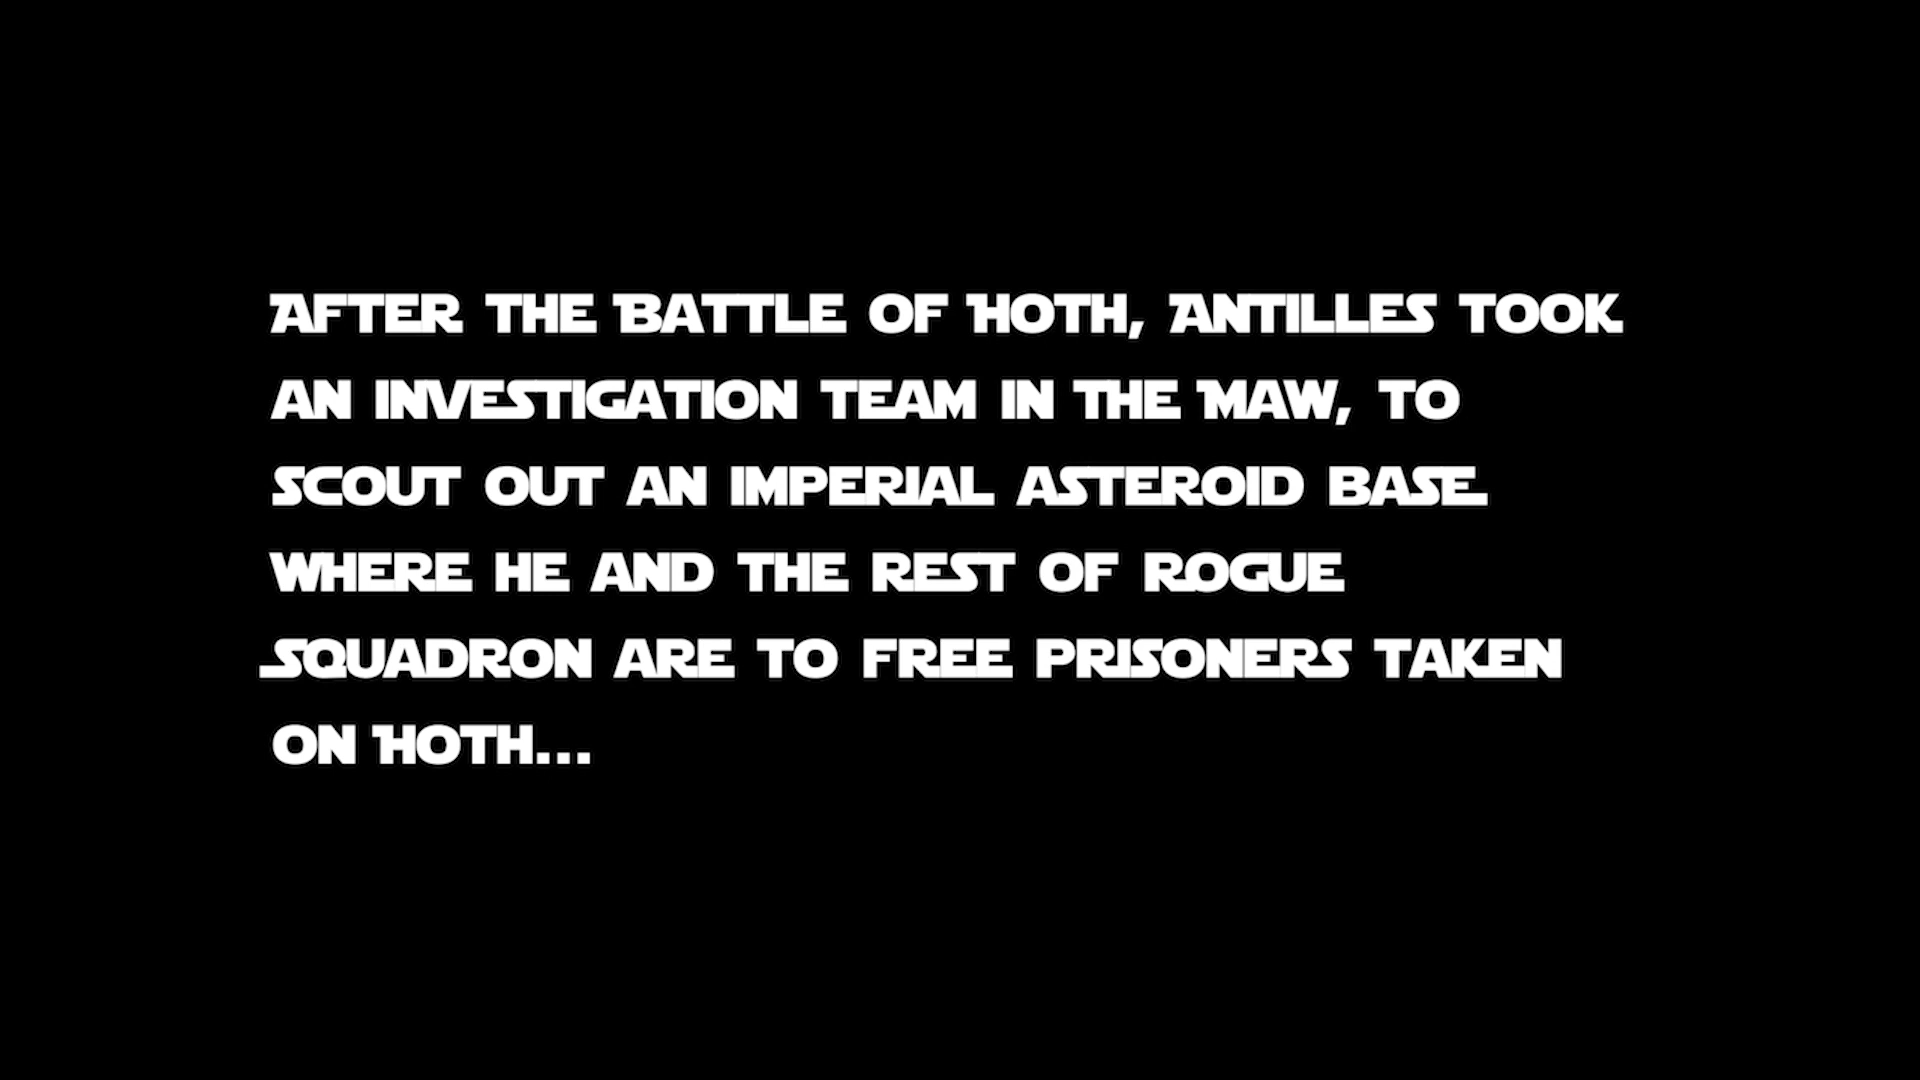 After the Battle of Hoth, Antilles took
an investigation team in The Maw, to
scout out an imperial asteroid base
where he and the rest of Rogue
Squadron are to free prisoners taken
on Hoth...